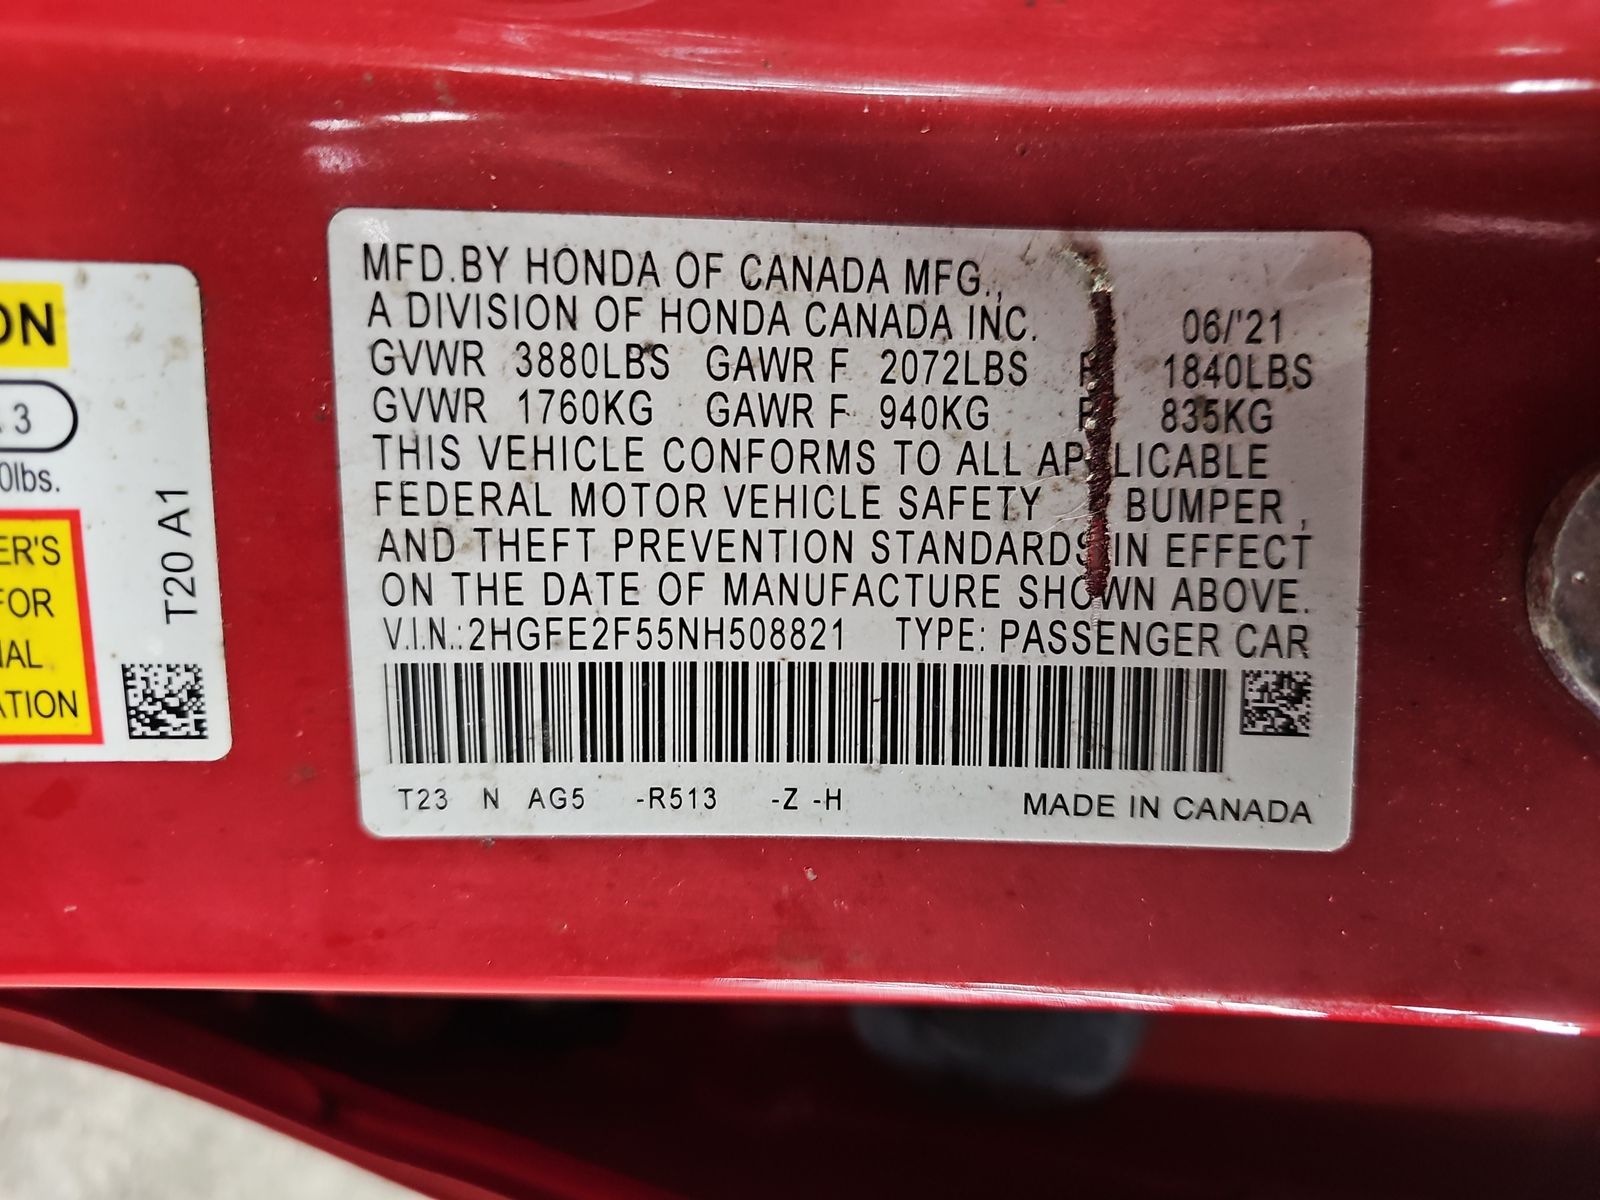 ON
.3
0lbs.
ER'S
FOR
NAL
ATION
T20 A1
MFD.BY HONDA OF CANADA MFG.,
A DIVISION OF HONDA CANADA INC. 06/'21
GVWR 3880LBS GAWR F 2072LBS R 1840LBS
GVWR 1760KG GAWR F 940KG R 835KG
THIS VEHICLE CONFORMS TO ALL APPLICABLE
FEDERAL MOTOR VEHICLE SAFETY , BUMPER ,
AND THEFT PREVENTION STANDARDS IN EFFECT
ON THE DATE OF MANUFACTURE SHOWN ABOVE.
V.I.N.:2HGFE2F55NH508821 TYPE: PASSENGER CAR
T23 N AG5 -R513 -Z -H MADE IN CANADA